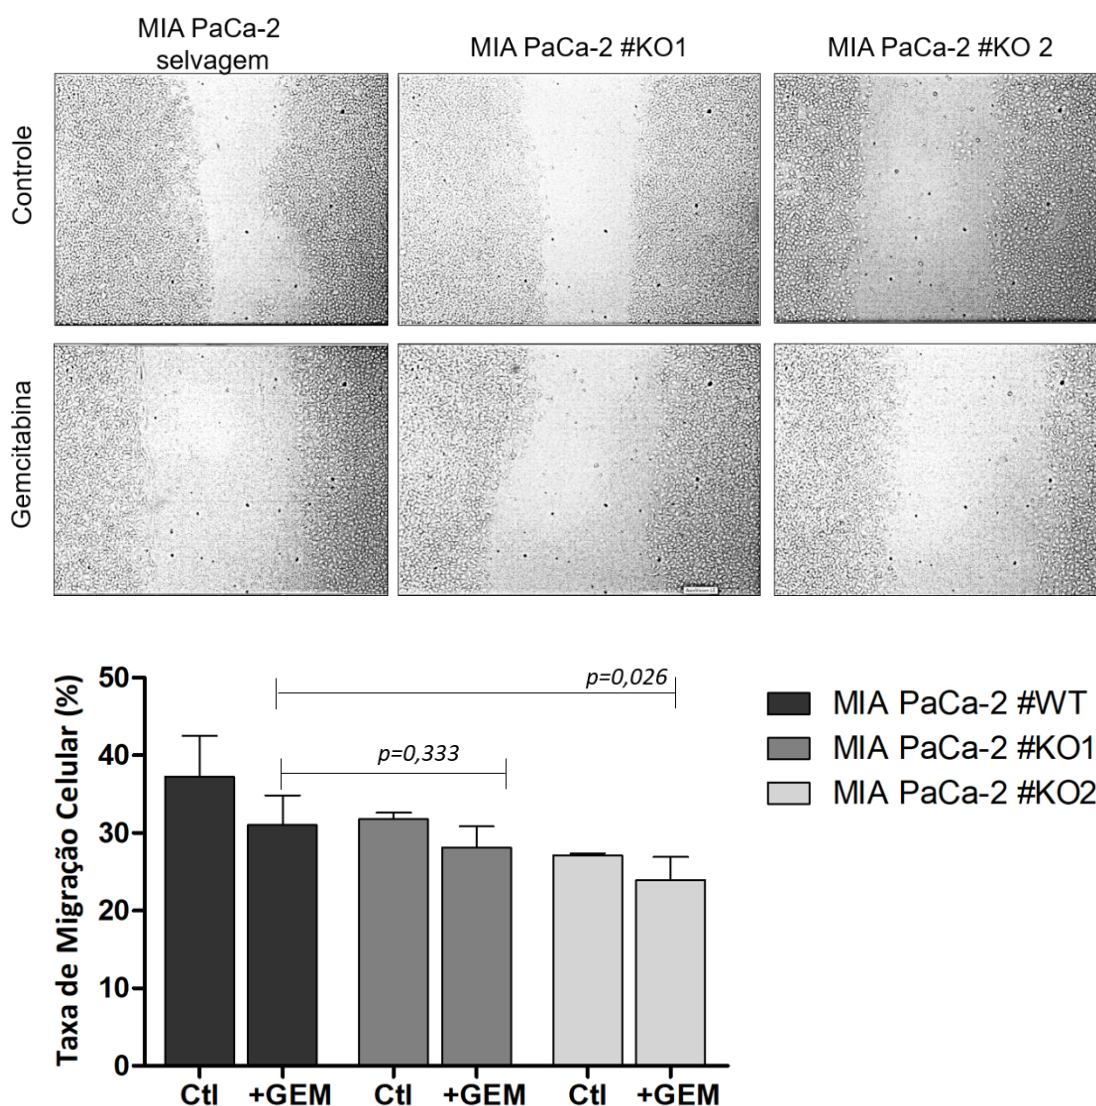 MIA PaCa-2
selvagem
MIA PaCa-2 #KO1
MIA PaCa-2 #KO 2
Controle
Gemcitabina
Taxa de Migração Celular (%)
50
40
30
20
10
0
p=0,026
p=0,333
Ctl
+GEM
Ctl
+GEM
Ctl
+GEM
MIA PaCa-2 #WT
MIA PaCa-2 #KO1
MIA PaCa-2 #KO2